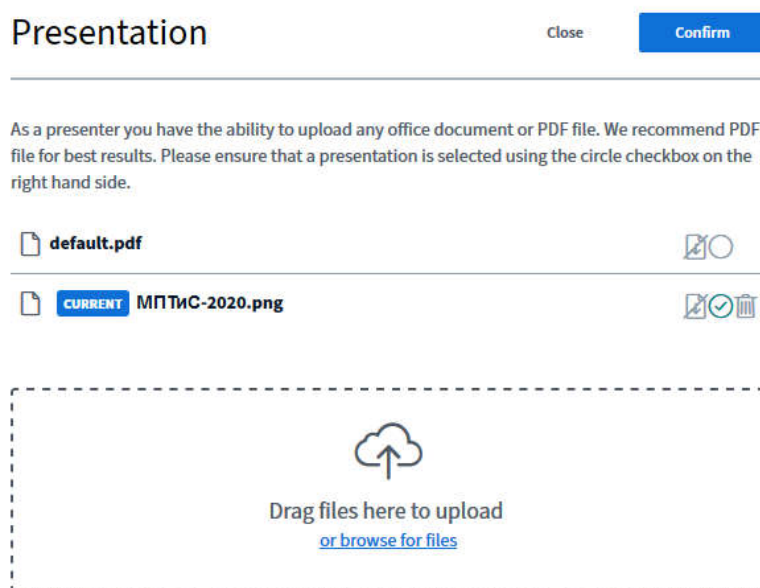 Presentation
Close
Confirm
As a presenter you have the ability to upload any office document or PDF file. We recommend PDF
file for best results. Please ensure that a presentation is selected using the circle checkbox on the
right hand side.
default.pdf
CURRENT МПТиС-2020.png
Drag files here to upload
or browse for files